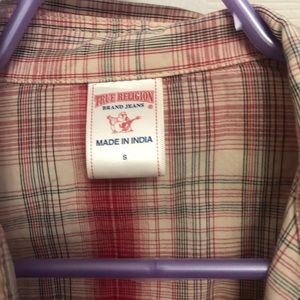 TRUE RELIGION
BRAND JEANS
MADE IN INDIA
S